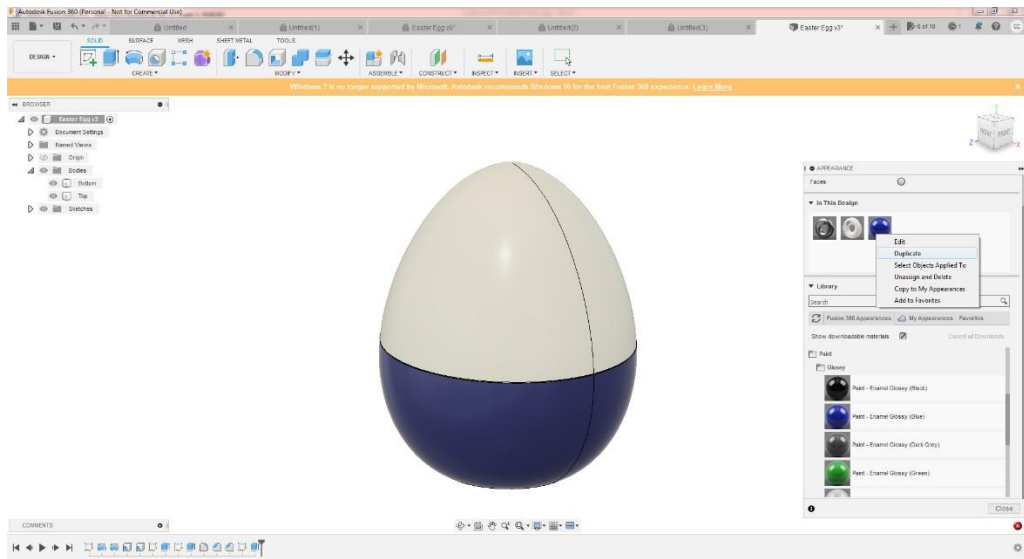 Autodesk Fusion 360 (Personal - Not for Commercial Use)
Untitled
Untitled(1)
Easter Egg v6*
Untitled(2)
Untitled(3)
Easter Egg v3*
6 of 10
1
SOLID
SURFACE
MESH
SHEET METAL
TOOLS
DESIGN
CREATE
MODIFY
ASSEMBLE
CONSTRUCT
INSPECT
INSERT
SELECT
Windows 7 is no longer supported by Microsoft. Autodesk recommends Windows 10 for the best Fusion 360 experience. Learn More
BROWSER
Easter Egg v3
Document Settings
Named Views
Origin
Bodies
Bottom
Top
Sketches
Y
FRONT
RIGHT
Z
X
APPEARANCE
Faces
In This Design
Edit
Duplicate
Select Objects Applied To
Unassign and Delete
Copy to My Appearances
Add to Favorites
Library
Search
Fusion 360 Appearances
My Appearances
Favorites
Show downloadable materials
Cancel all Downloads
Paint
Glossy
Paint - Enamel Glossy (Black)
Paint - Enamel Glossy (Blue)
Paint - Enamel Glossy (Dark Grey)
Paint - Enamel Glossy (Green)
Close
COMMENTS